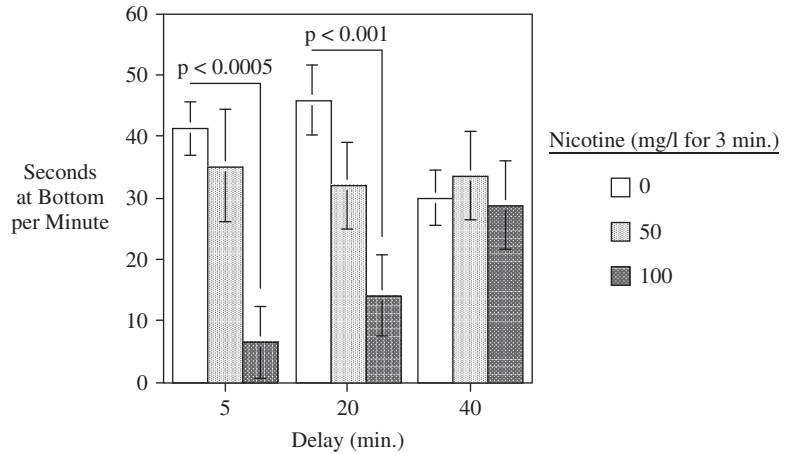 60
p < 0.001
p < 0.0005
50
40
30
20
10
0
Seconds
at Bottom
per Minute
5
20
40
Delay (min.)
Nicotine (mg/l for 3 min.)
0
50
100